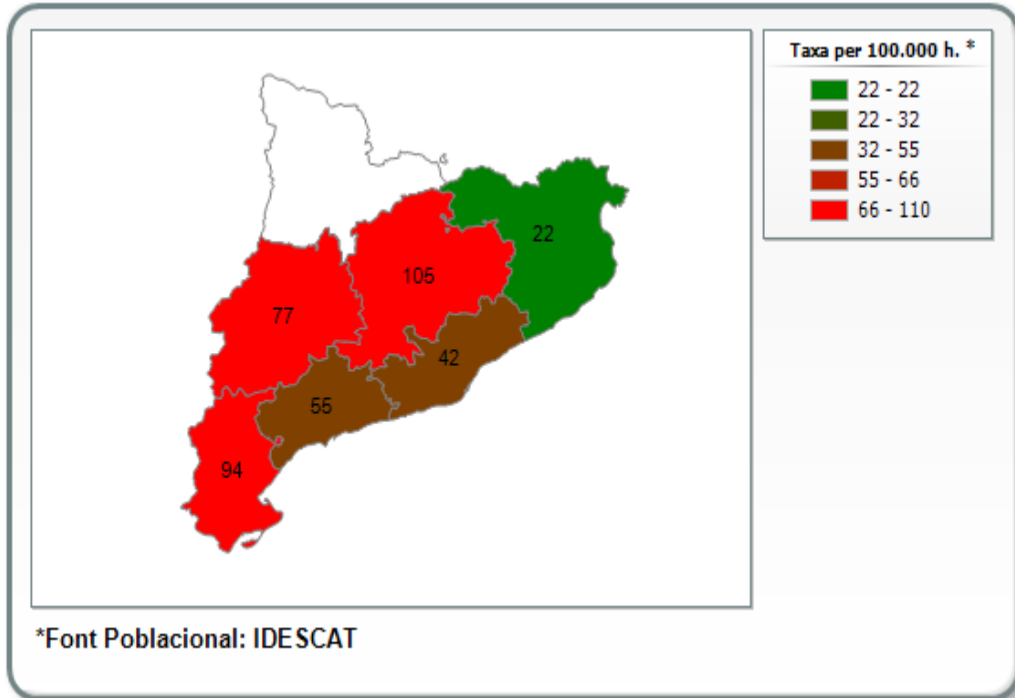 Taxa per 100.000 h. *
22 - 22
22 - 32
32 - 55
55 - 66
66 - 110
22
105
77
42
55
94
*Font Poblacional: IDESCAT